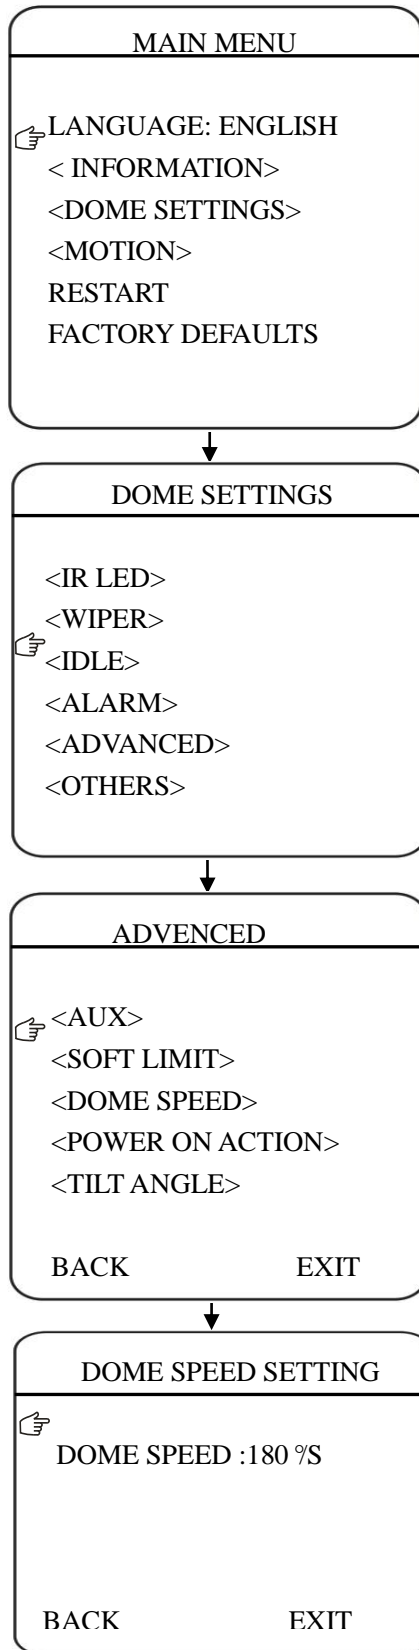 MAIN MENU
LANGUAGE: ENGLISH
< INFORMATION>
<DOME SETTINGS>
<MOTION>
RESTART
FACTORY DEFAULTS
DOME SETTINGS
<IR LED>
<WIPER>
<IDLE>
<ALARM>
<ADVANCED>
<OTHERS>
ADVENCED
<AUX>
<SOFT LIMIT>
<DOME SPEED>
<POWER ON ACTION>
<TILT ANGLE>
BACK EXIT
DOME SPEED SETTING
DOME SPEED :180 °/S
BACK EXIT